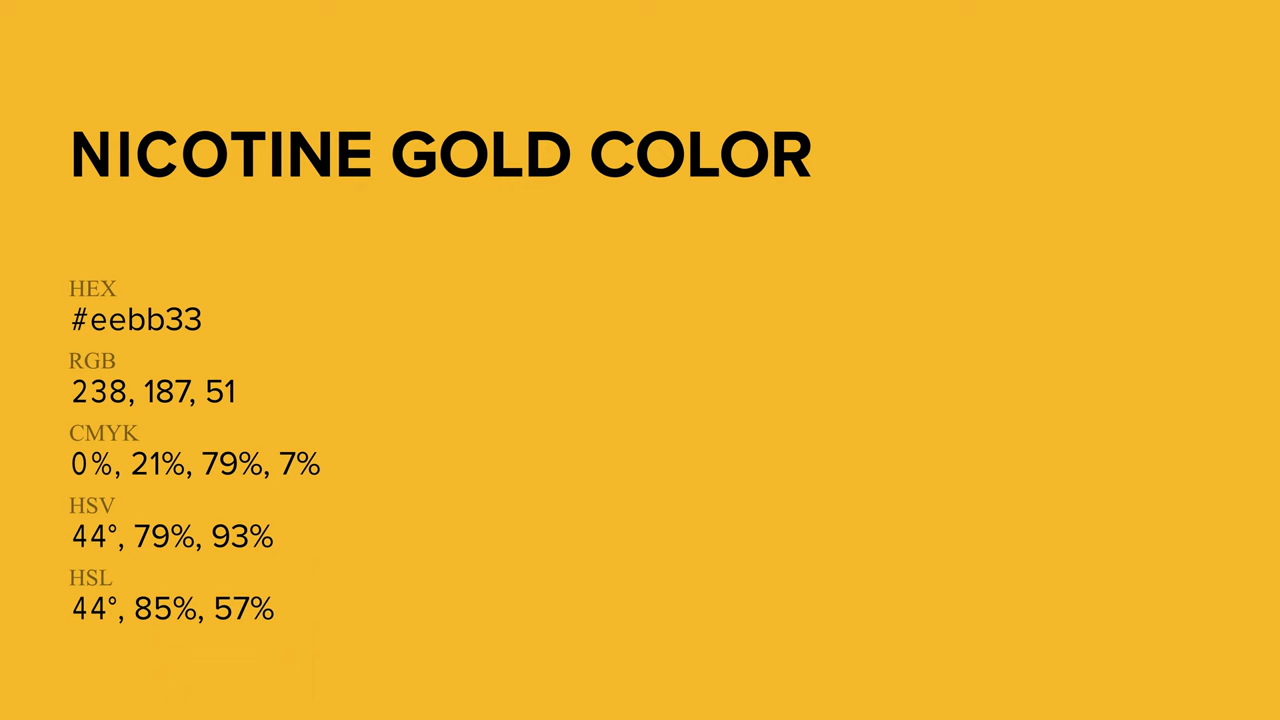 NICOTINE GOLD COLOR
HEX
#eebb33
RGB
238, 187, 51
CMYK
0%, 21%, 79%, 7%
HSV
44°, 79%, 93%
HSL
44°, 85%, 57%